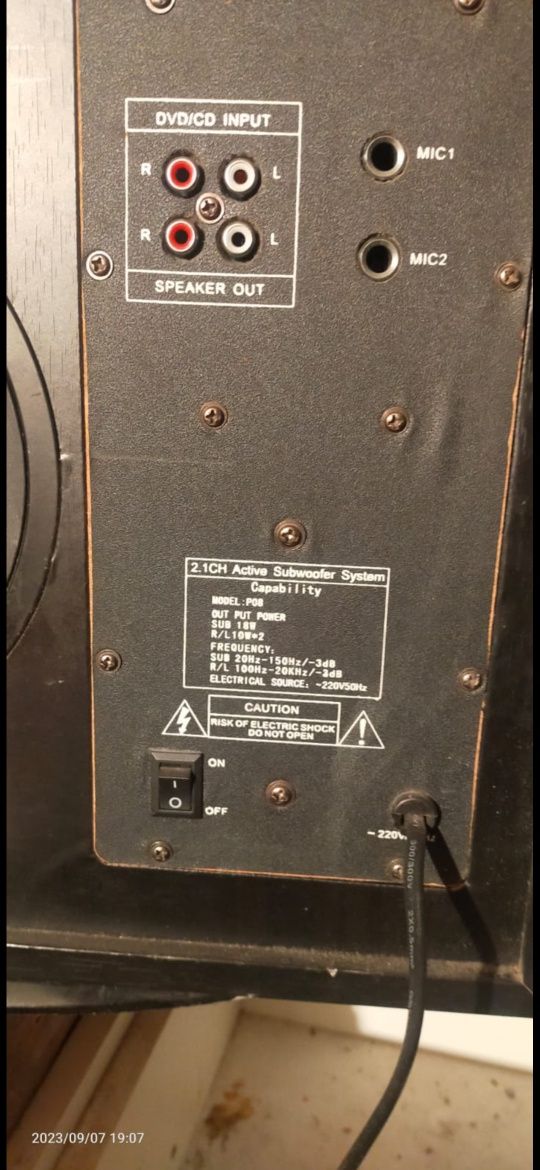 DVD/CD INPUT
R L
R L
SPEAKER OUT
MIC1
MIC2
2.1CH Active Subwoofer System
Capability
MODEL:P08
OUT PUT POWER
SUB 18W
R/L10W*2
FREQUENCY:
SUB 20Hz-150Hz/-3dB
R/L 100Hz-20KHz/-3dB
ELECTRICAL SOURCE: ~220V50Hz
CAUTION
RISK OF ELECTRIC SHOCK
DO NOT OPEN
ON
I
O
OFF
~220V
300/300V
2023/09/07 19:07